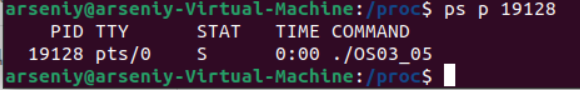 arseniy@arseniy-Virtual-Machine:/proc$ ps p 19128
PID TTY STAT TIME COMMAND
19128 pts/0 S 0:00 ./OS03_05
arseniy@arseniy-Virtual-Machine:/proc$